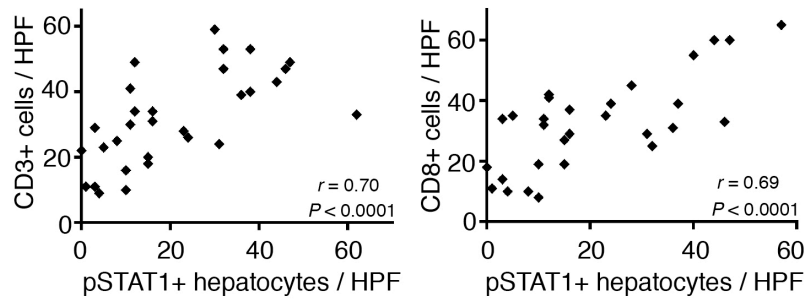 CD3+ cells / HPF
60
40
20
0
0 20 40 60
r = 0.70
P < 0.0001
pSTAT1+ hepatocytes / HPF
CD8+ cells / HPF
60
40
20
0
0 20 40 60
r = 0.69
P < 0.0001
pSTAT1+ hepatocytes / HPF